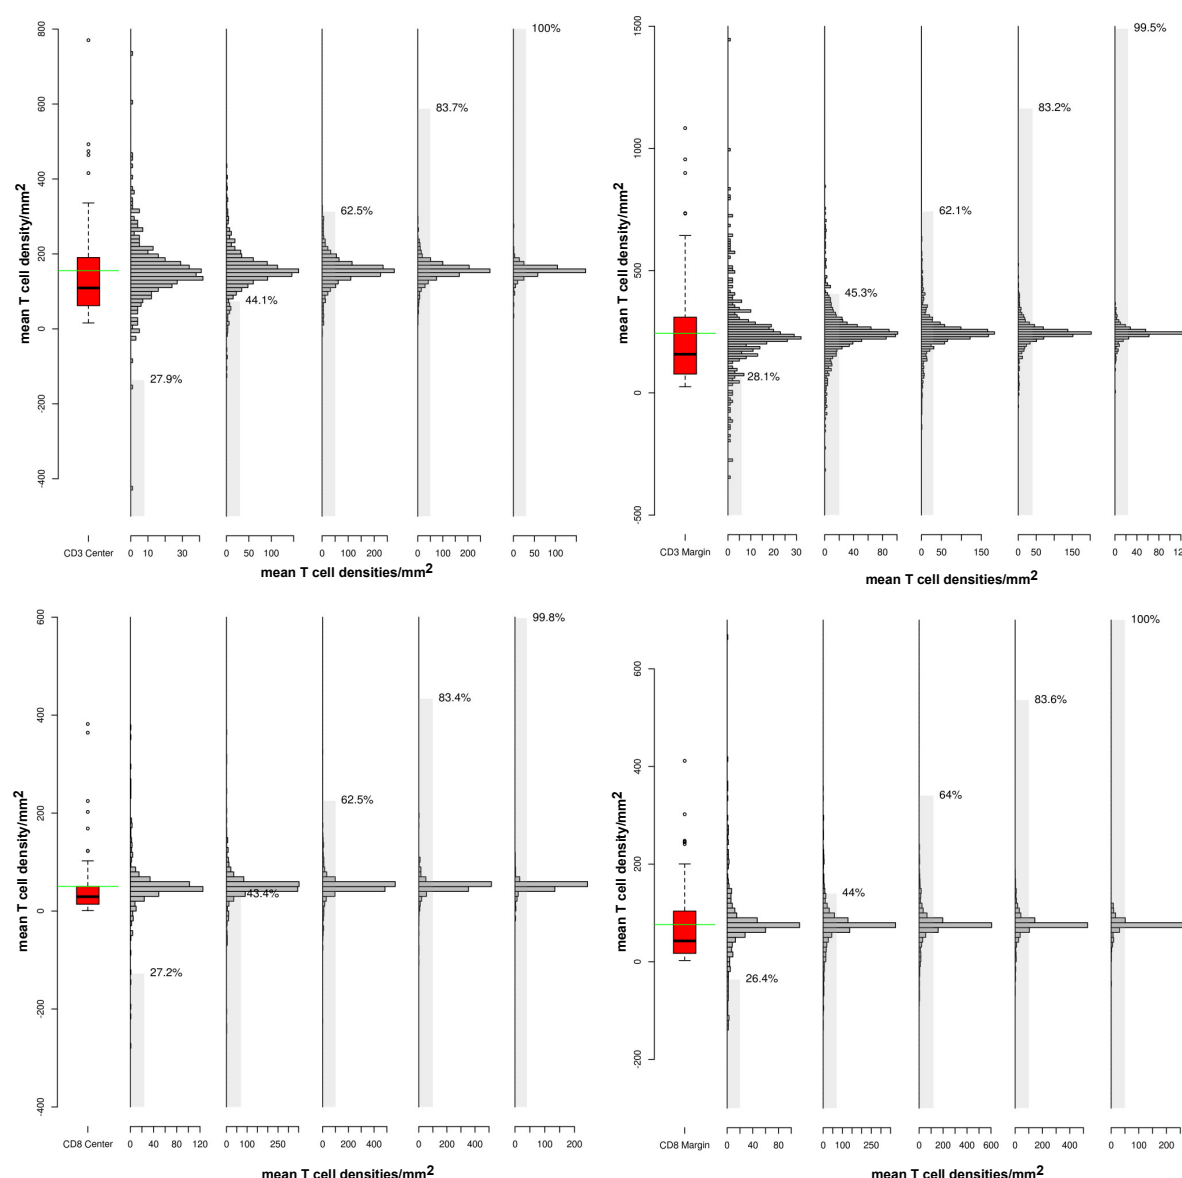 100%
83.7%
62.5%
44.1%
27.9%
mean T cell density/mm2
-400 -200 0 200 400 600 800
CD3 Center
0 10 30
0 50 100
0 50 100 200
0 100 200
0 50 100
mean T cell densities/mm2
99.5%
83.2%
62.1%
45.3%
28.1%
mean T cell density/mm2
-500 0 500 1000 1500
CD3 Margin
0 5 10 20 30
0 40 80
0 50 150
0 50 150
0 40 80 120
mean T cell densities/mm2
99.8%
83.4%
62.5%
43.4%
27.2%
mean T cell density/mm2
-400 -200 0 200 400 600
CD8 Center
0 40 80 120
0 100 250
0 200 400
0 200 400
0 100 200
mean T cell densities/mm2
100%
83.6%
64%
44%
26.4%
mean T cell density/mm2
-200 0 200 400 600
CD8 Margin
0 40 80
0 100 250
0 200 400 600
0 200 400
0 100 200
mean T cell densities/mm2